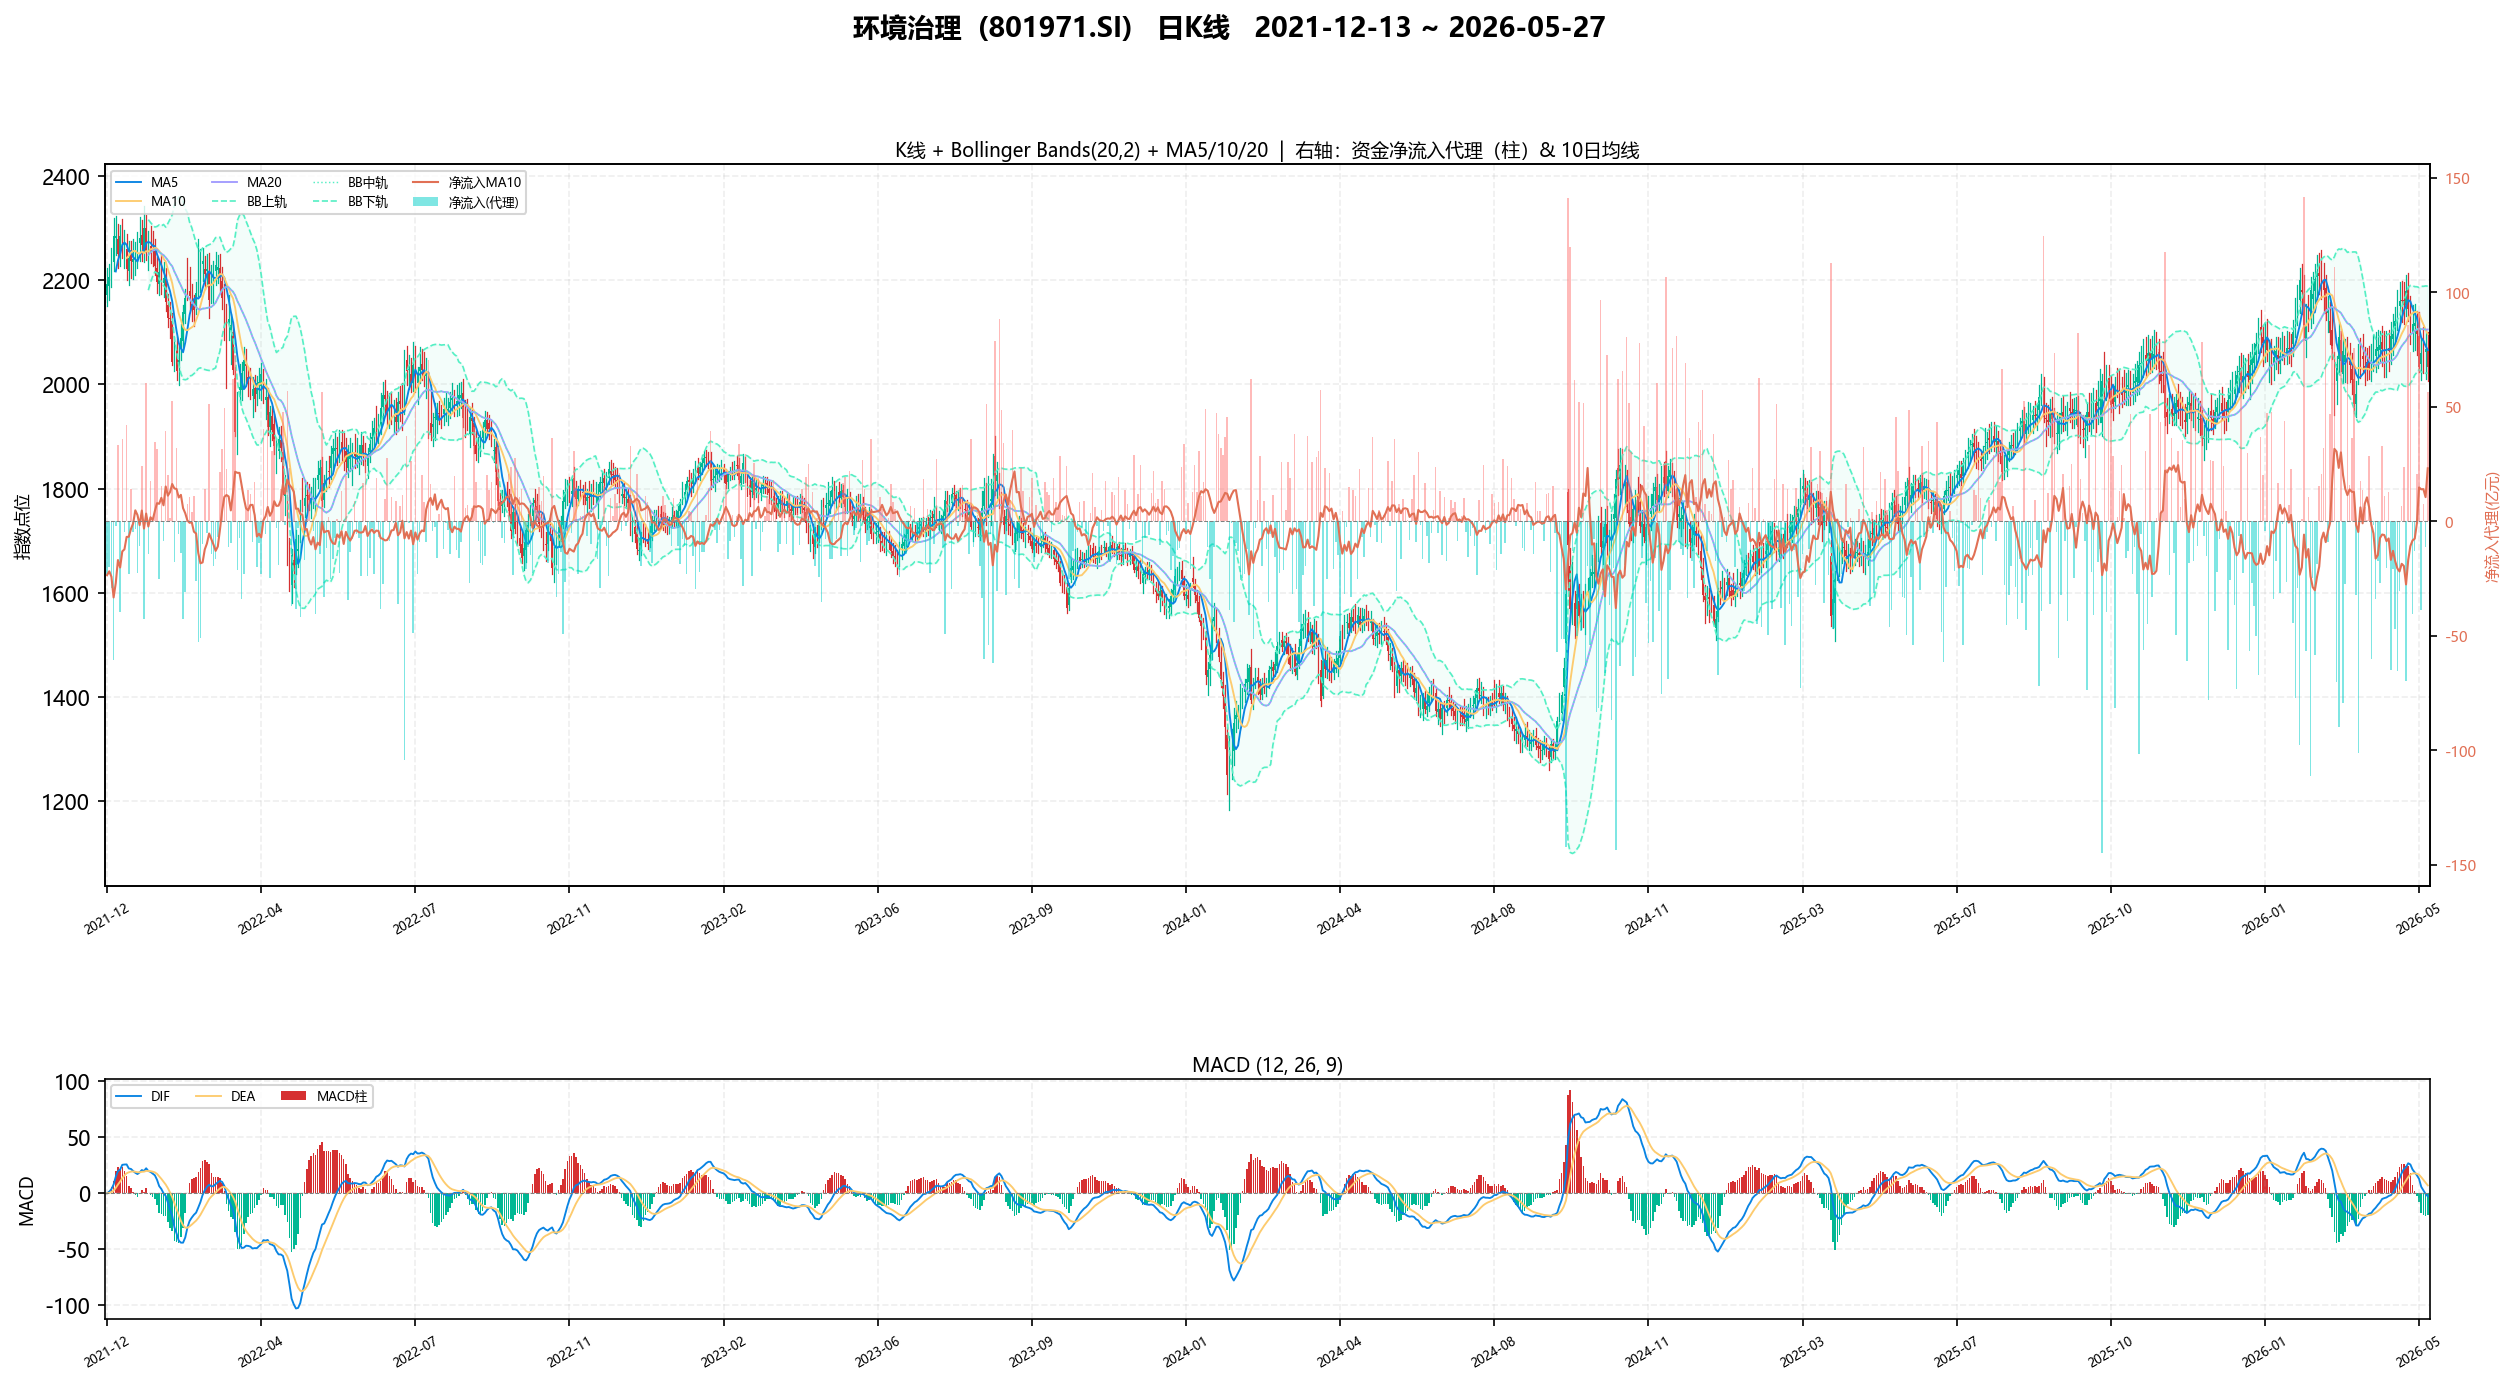 环境治理 (801971.SI) 日K线 2021-12-13 ~ 2026-05-27
K线 + Bollinger Bands(20,2) + MA5/10/20 | 右轴：资金净流入代理（柱）& 10日均线
MA5 MA20 BB中轨 净流入MA10
MA10 BB上轨 BB下轨 净流入(代理)
指数点位
2400
2200
2000
1800
1600
1400
1200
150
100
50
0
-50
-100
-150
净流入代理(亿元)
2021-12 2022-04 2022-07 2022-11 2023-02 2023-06 2023-09 2024-01 2024-04 2024-08 2024-11 2025-03 2025-07 2025-10 2026-01 2026-05
MACD (12, 26, 9)
DIF DEA MACD柱
MACD
100
50
0
-50
-100
2021-12 2022-04 2022-07 2022-11 2023-02 2023-06 2023-09 2024-01 2024-04 2024-08 2024-11 2025-03 2025-07 2025-10 2026-01 2026-05